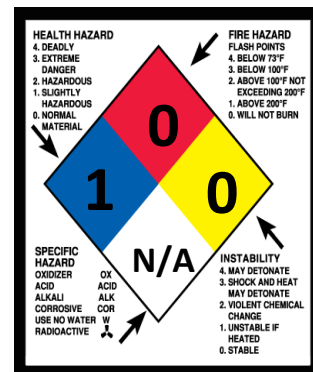 HEALTH HAZARD
4. DEADLY
3. EXTREME
DANGER
2. HAZARDOUS
1. SLIGHTLY
HAZARDOUS
0. NORMAL
MATERIAL
FIRE HAZARD
FLASH POINTS
4. BELOW 73°F
3. BELOW 100°F
2. ABOVE 100°F NOT
EXCEEDING 200°F
1. ABOVE 200°F
0. WILL NOT BURN
0
1
0
N/A
SPECIFIC
HAZARD
OXIDIZER OX
ACID ACID
ALKALI ALK
CORROSIVE COR
USE NO WATER W
RADIOACTIVE
INSTABILITY
4. MAY DETONATE
3. SHOCK AND HEAT
MAY DETONATE
2. VIOLENT CHEMICAL
CHANGE
1. UNSTABLE IF
HEATED
0. STABLE